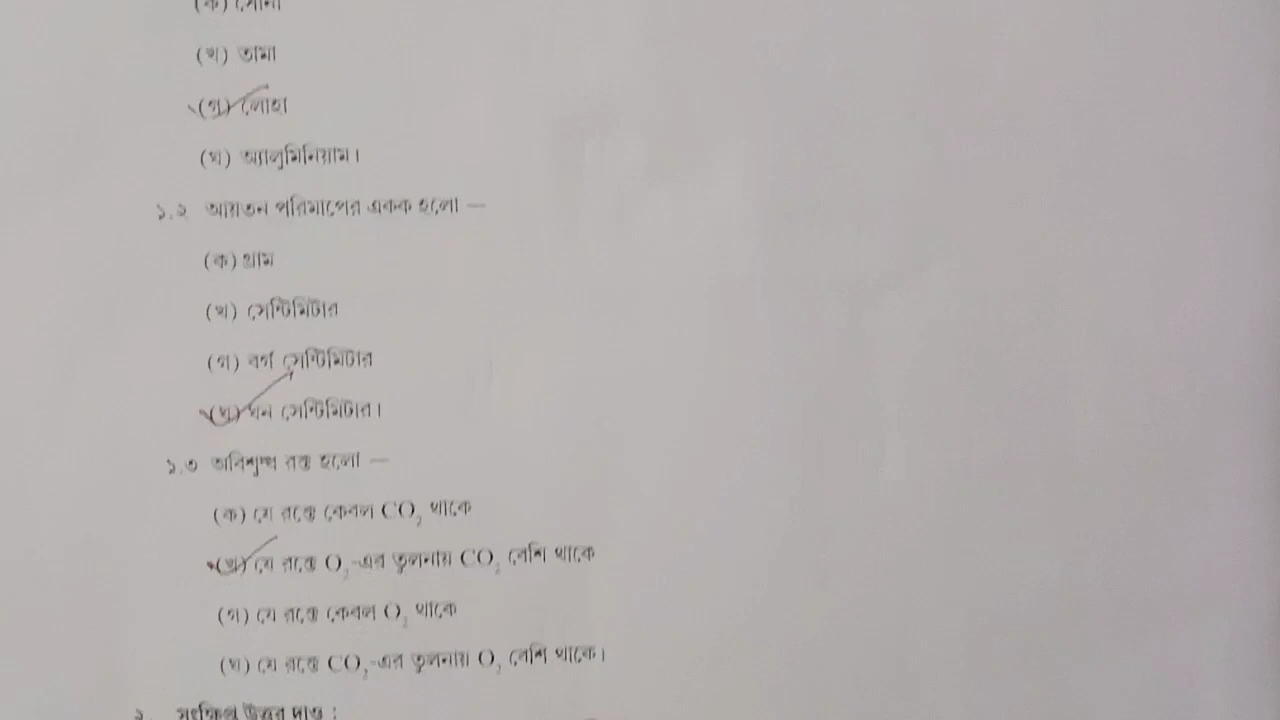 (ক) সোনা
(খ) তামা
(গ) লোহা
(ঘ) অ্যালুমিনিয়াম।
১.২ আয়তন পরিমাপের একক হলো —
(ক) গ্রাম
(খ) সেন্টিমিটার
(গ) বর্গ সেন্টিমিটার
(ঘ) ঘন সেন্টিমিটার।
১.৩ অবিশুদ্ধ রক্ত হলো —
(ক) যে রক্তে কেবল CO₂ থাকে
(খ) যে রক্তে O₂-এর তুলনায় CO₂ বেশি থাকে
(গ) যে রক্তে কেবল O₂ থাকে
(ঘ) যে রক্তে CO₂-এর তুলনায় O₂ বেশি থাকে।
২. সংক্ষিপ্ত উত্তর দাও :